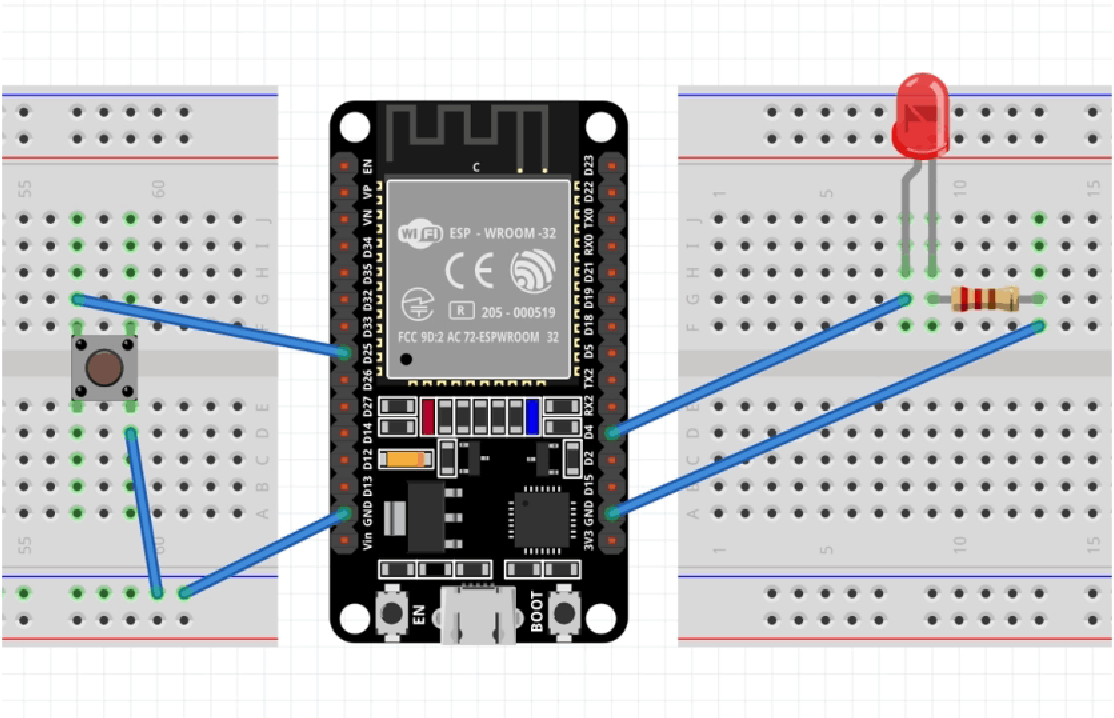 55
60
J
I
H
G
F
E
D
C
B
A
55
60
EN
VP
VN
D34
D35
D32
D33
D25
D26
D27
D14
D12
D13
GND
Vin
C
WiFi ESP - WROOM -32
CE
R 205 - 000519
FCC 9D:2 AC 72-ESPWROOM 32
D23
D22
TX0
RX0
D21
D19
D18
D5
TX2
RX2
D4
D2
D15
GND
3V3
EN
BOOT
1
5
10
15
J
I
H
G
F
E
D
C
B
A
1
5
10
15